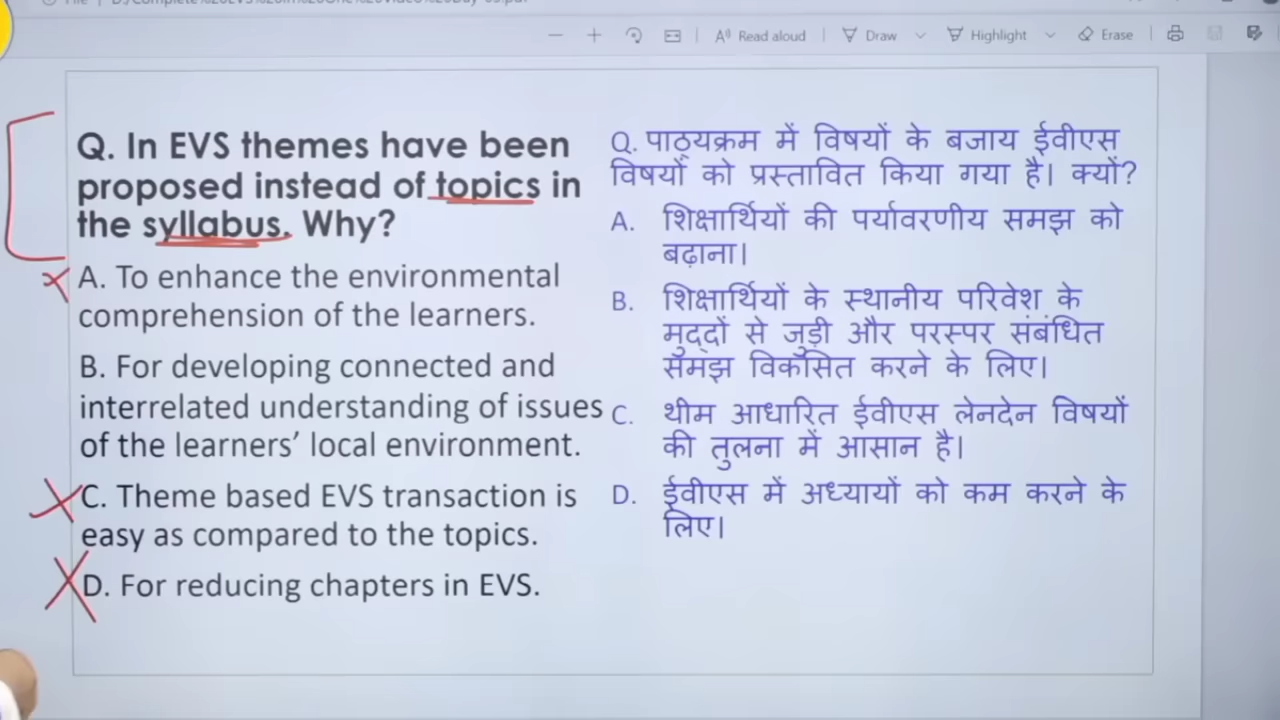 Read aloud
Draw
Highlight
Erase
Q. In EVS themes have been
proposed instead of topics in
the syllabus. Why?
A. To enhance the environmental
comprehension of the learners.
B. For developing connected and
interrelated understanding of issues
of the learners’ local environment.
C. Theme based EVS transaction is
easy as compared to the topics.
D. For reducing chapters in EVS.
Q. पाठ्यक्रम में विषयों के बजाय ईवीएस
विषयों को प्रस्तावित किया गया है। क्यों?
A. शिक्षार्थियों की पर्यावरणीय समझ को
बढ़ाना।
B. शिक्षार्थियों के स्थानीय परिवेश के
मुद्दों से जुड़ी और परस्पर संबंधित
समझ विकसित करने के लिए।
C. थीम आधारित ईवीएस लेनदेन विषयों
की तुलना में आसान है।
D. ईवीएस में अध्यायों को कम करने के
लिए।